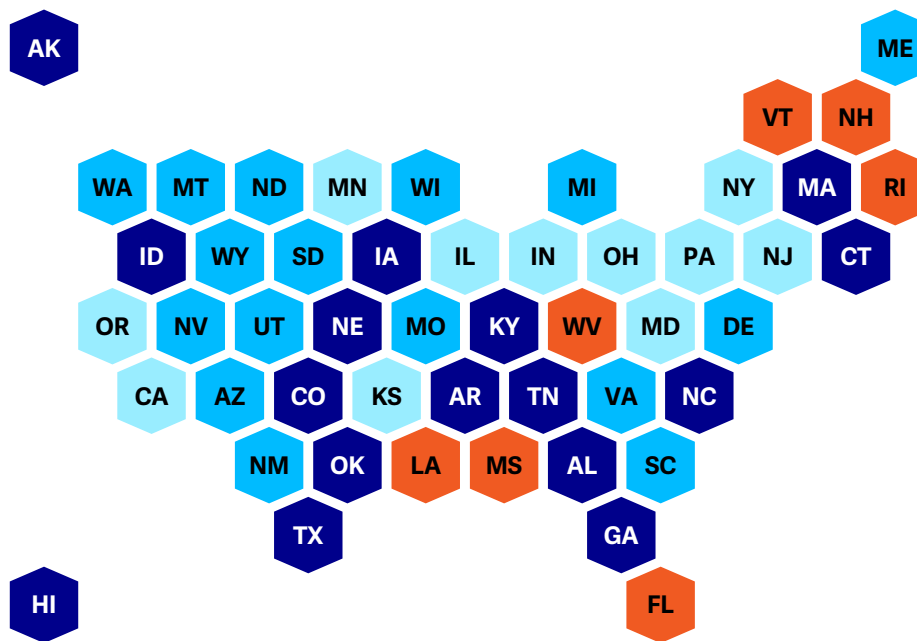 AK ME
VT NH
WA MT ND MN WI MI NY MA RI
ID WY SD IA IL IN OH PA NJ CT
OR NV UT NE MO KY WV MD DE
CA AZ CO KS AR TN VA NC
NM OK LA MS AL SC
TX GA
HI FL